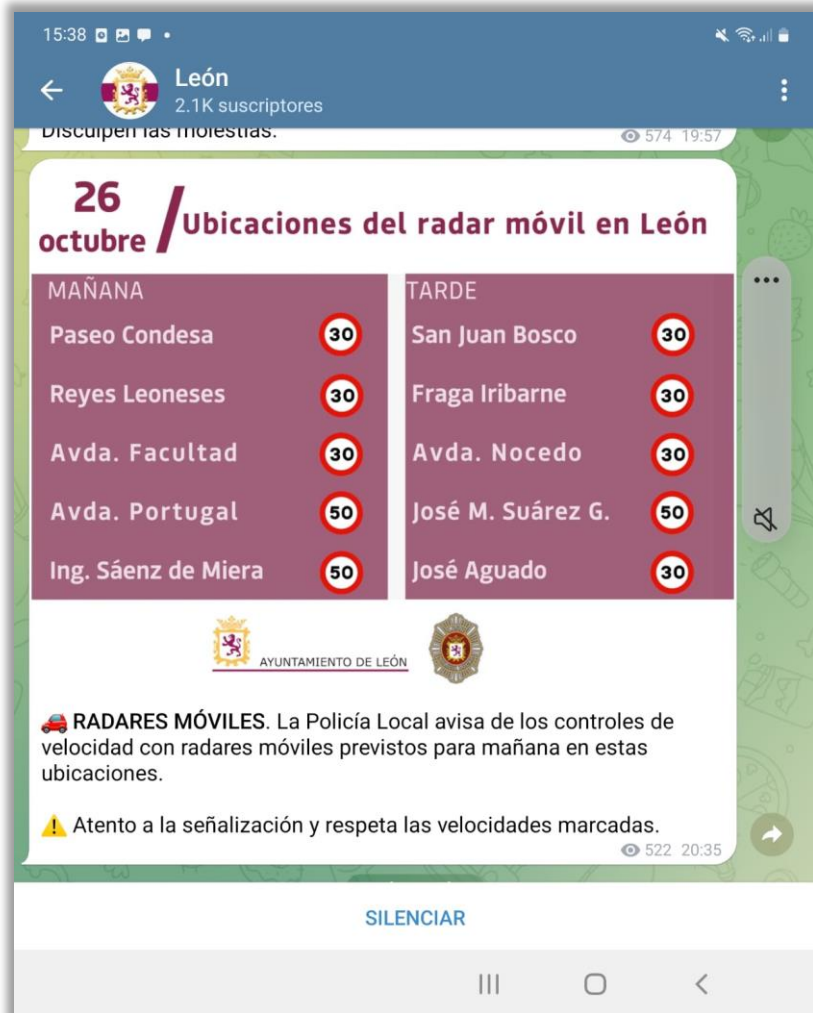 15:38
León
2.1K suscriptores
Disculpen las molestias.
574 19:57
26
octubre
Ubicaciones del radar móvil en León
MAÑANA
Paseo Condesa 30
Reyes Leoneses 30
Avda. Facultad 30
Avda. Portugal 50
Ing. Sáenz de Miera 50
TARDE
San Juan Bosco 30
Fraga Iribarne 30
Avda. Nocedo 30
José M. Suárez G. 50
José Aguado 30
AYUNTAMIENTO DE LEÓN
RADARES MÓVILES. La Policía Local avisa de los controles de
velocidad con radares móviles previstos para mañana en estas
ubicaciones.
Atento a la señalización y respeta las velocidades marcadas.
522 20:35
SILENCIAR